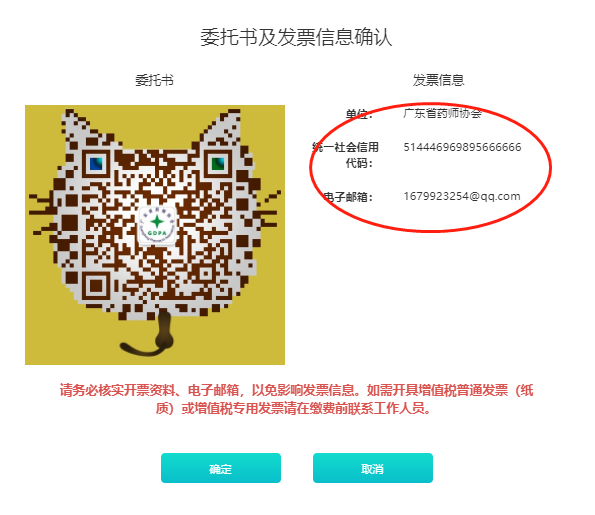 委托书及发票信息确认
委托书
发票信息
单位：
广东省药师协会
统一社会信用
代码：
514446969895666666
电子邮箱：
1679923254@qq.com
GDPA
请务必核实开票资料、电子邮箱，以免影响发票信息。如需开具增值税普通发票（纸
质）或增值税专用发票请在缴费前联系工作人员。
确定
取消